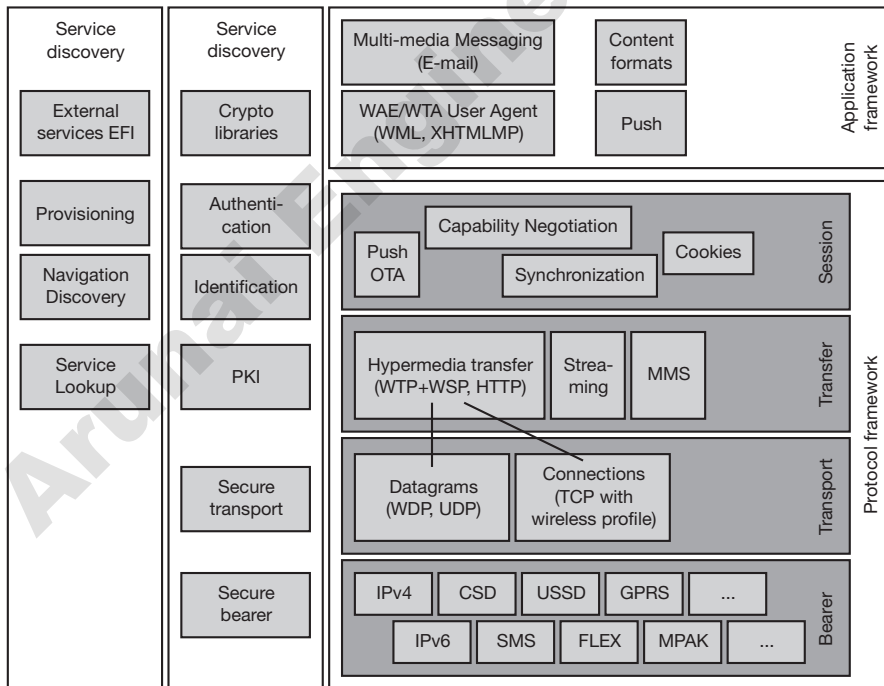 Service
discovery
External
services EFI
Provisioning
Navigation
Discovery
Service
Lookup
Service
discovery
Crypto
libraries
Authenti-
cation
Identification
PKI
Secure
transport
Secure
bearer
Multi-media Messaging
(E-mail)
Content
formats
WAE/WTA User Agent
(WML, XHTMLMP)
Push
Application
framework
Capability Negotiation
Push
OTA
Synchronization
Cookies
Session
Hypermedia transfer
(WTP+WSP, HTTP)
Strea-
ming
MMS
Transfer
Datagrams
(WDP, UDP)
Connections
(TCP with
wireless profile)
Transport
IPv4
CSD
USSD
GPRS
...
IPv6
SMS
FLEX
MPAK
...
Bearer
Protocol framework
Arunai Engine